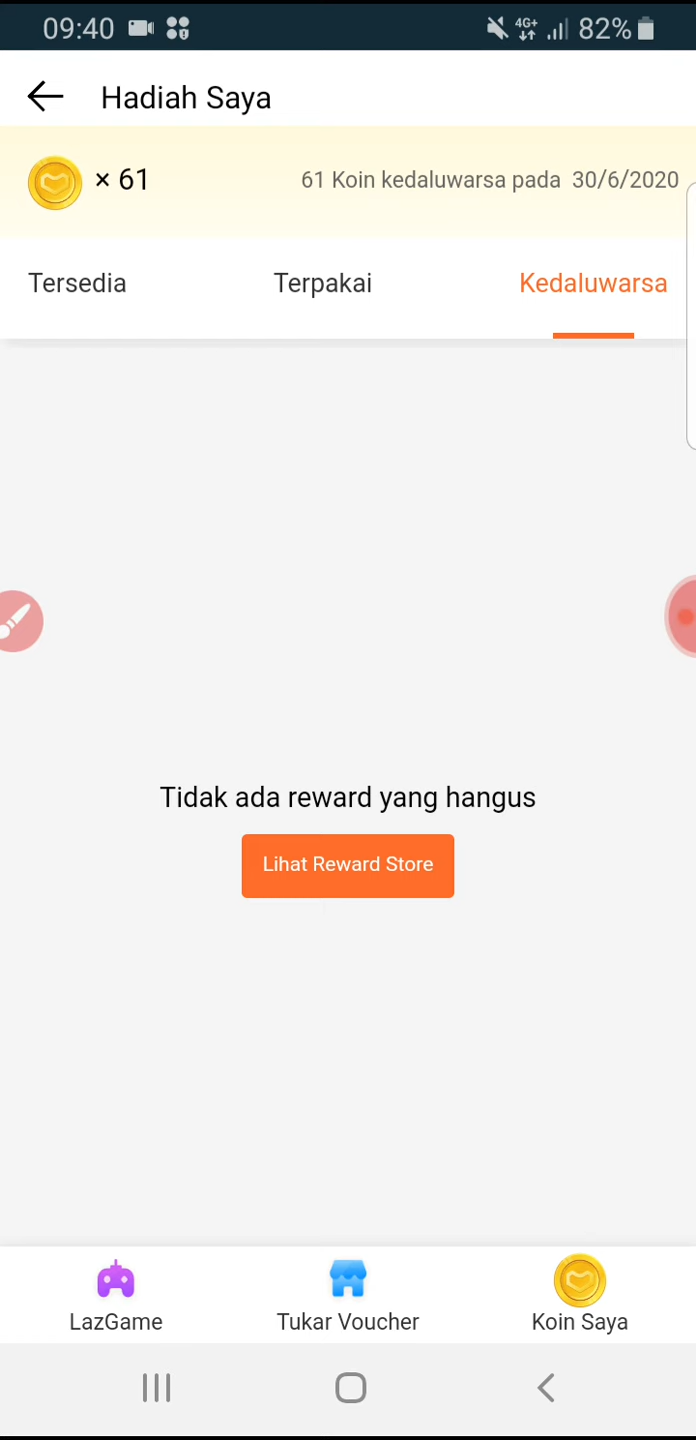 09:40
4G+
82%
Hadiah Saya
× 61
61 Koin kedaluwarsa pada 30/6/2020
Tersedia
Terpakai
Kedaluwarsa
Tidak ada reward yang hangus
Lihat Reward Store
LazGame
Tukar Voucher
Koin Saya